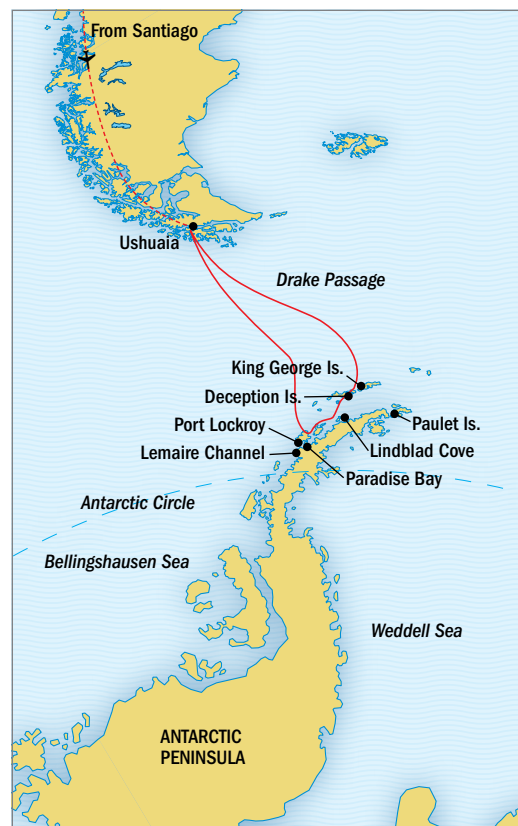 From Santiago
Ushuaia
Drake Passage
King George Is.
Deception Is.
Port Lockroy
Paulet Is.
Lemaire Channel
Lindblad Cove
Paradise Bay
Antarctic Circle
Bellingshausen Sea
Weddell Sea
ANTARCTIC
PENINSULA